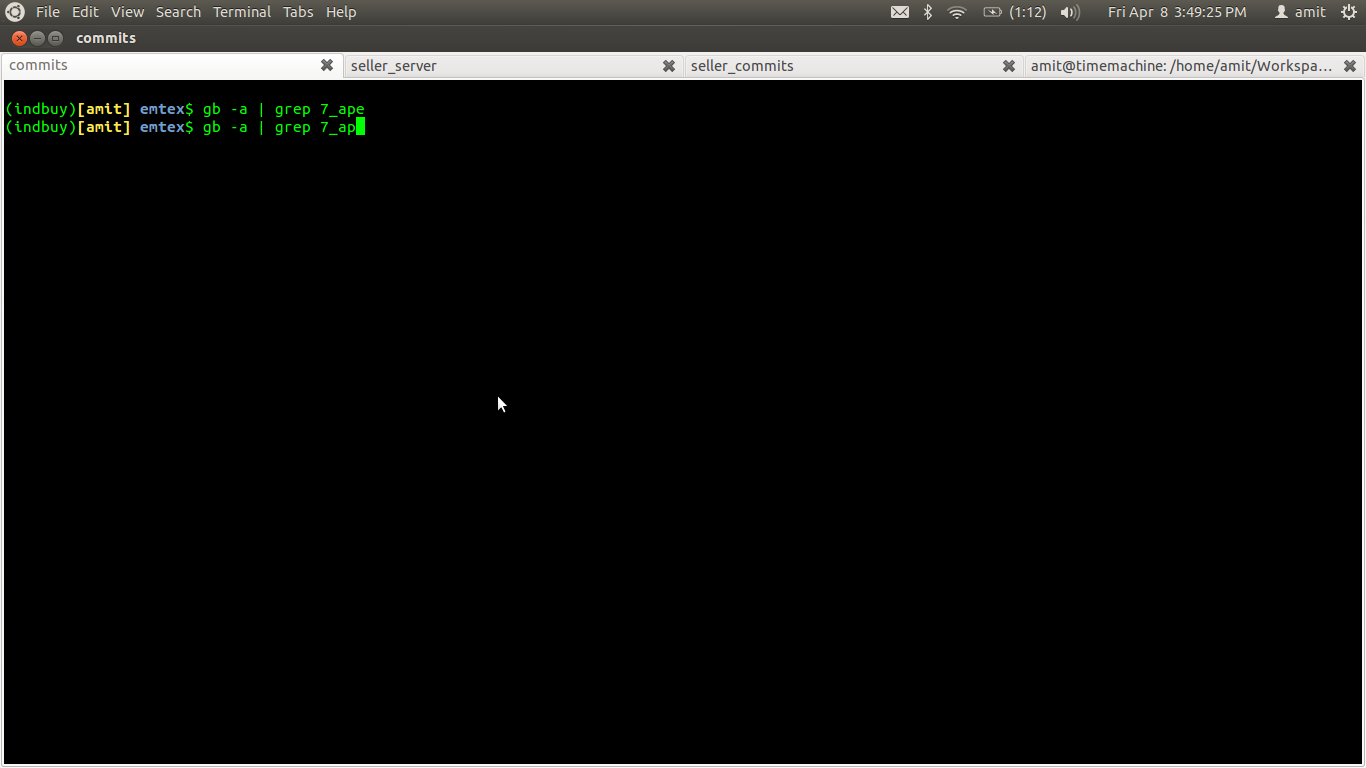 File Edit View Search Terminal Tabs Help (1:12) Fri Apr 8 3:49:25 PM amit
commits
commits seller_server seller_commits amit@timemachine: /home/amit/Workspa...
(indbuy)[amit] emtex$ gb -a | grep 7_ape
(indbuy)[amit] emtex$ gb -a | grep 7_ap